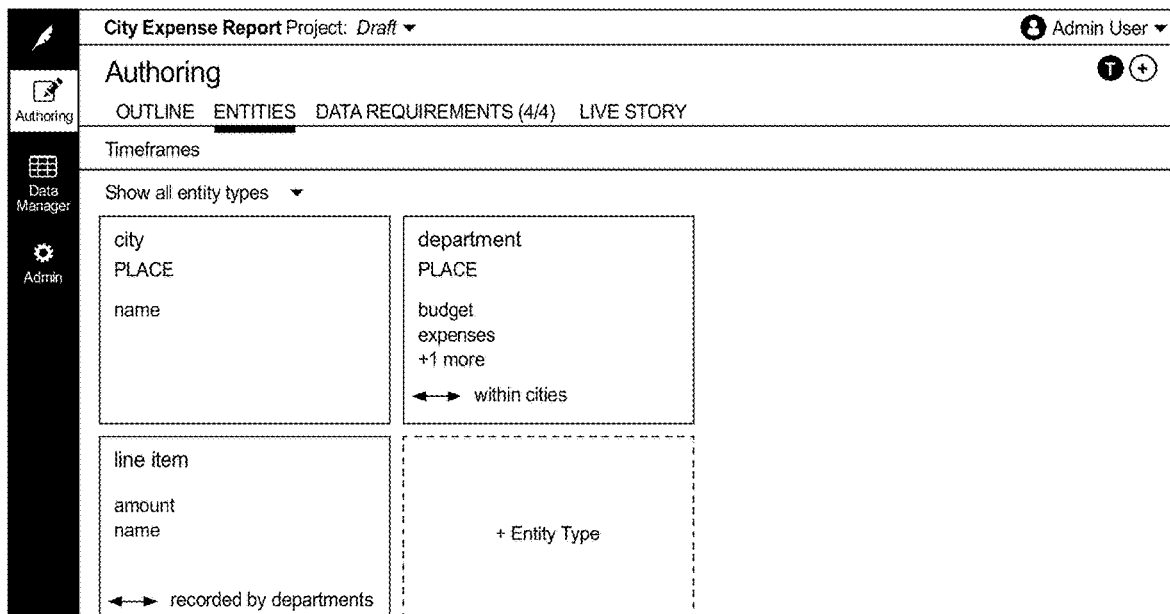 City Expense Report Project: Draft
Admin User
Authoring
T +
Authoring
OUTLINE ENTITIES DATA REQUIREMENTS (4/4) LIVE STORY
Timeframes
Data
Manager
Show all entity types
Admin
city
PLACE
name
department
PLACE
budget
expenses
+1 more
within cities
line item
amount
name
recorded by departments
+ Entity Type